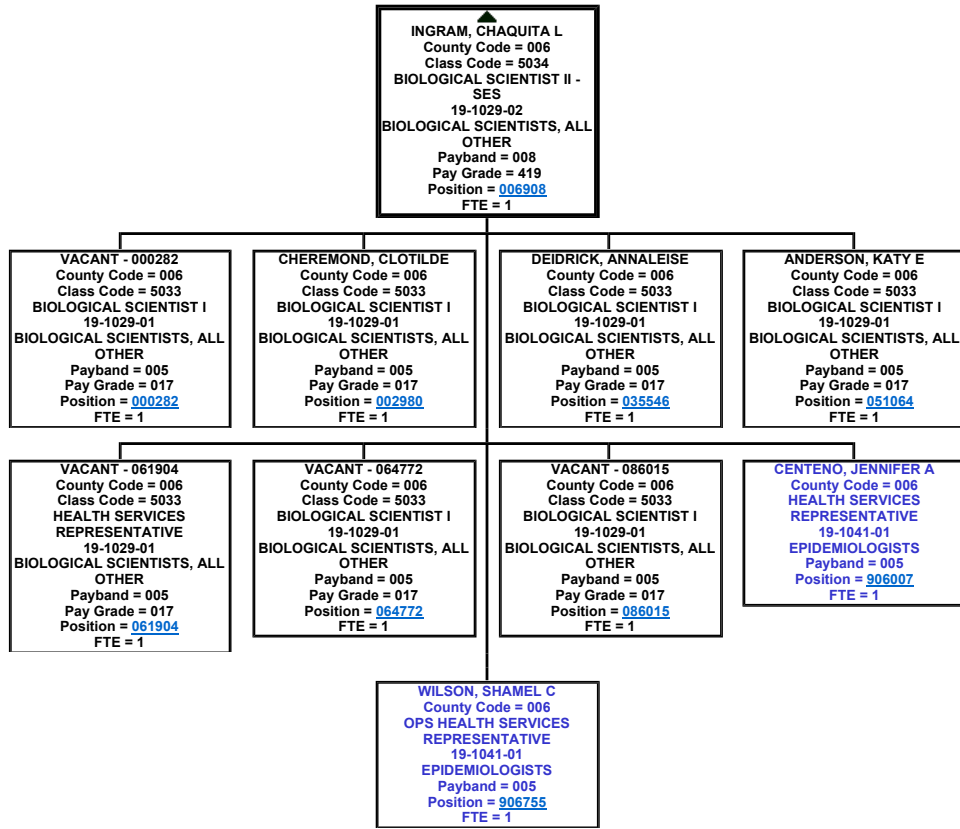 INGRAM, CHAQUITA L
County Code = 006
Class Code = 5034
BIOLOGICAL SCIENTIST II -
SES
19-1029-02
BIOLOGICAL SCIENTISTS, ALL
OTHER
Payband = 008
Pay Grade = 419
Position = 006908
FTE = 1
VACANT - 000282
County Code = 006
Class Code = 5033
BIOLOGICAL SCIENTIST I
19-1029-01
BIOLOGICAL SCIENTISTS, ALL
OTHER
Payband = 005
Pay Grade = 017
Position = 000282
FTE = 1
CHEREMOND, CLOTILDE
County Code = 006
Class Code = 5033
BIOLOGICAL SCIENTIST I
19-1029-01
BIOLOGICAL SCIENTISTS, ALL
OTHER
Payband = 005
Pay Grade = 017
Position = 002980
FTE = 1
DEIDRICK, ANNALEISE
County Code = 006
Class Code = 5033
BIOLOGICAL SCIENTIST I
19-1029-01
BIOLOGICAL SCIENTISTS, ALL
OTHER
Payband = 005
Pay Grade = 017
Position = 035546
FTE = 1
ANDERSON, KATY E
County Code = 006
Class Code = 5033
BIOLOGICAL SCIENTIST I
19-1029-01
BIOLOGICAL SCIENTISTS, ALL
OTHER
Payband = 005
Pay Grade = 017
Position = 051064
FTE = 1
VACANT - 061904
County Code = 006
Class Code = 5033
HEALTH SERVICES
REPRESENTATIVE
19-1029-01
BIOLOGICAL SCIENTISTS, ALL
OTHER
Payband = 005
Pay Grade = 017
Position = 061904
FTE = 1
VACANT - 064772
County Code = 006
Class Code = 5033
BIOLOGICAL SCIENTIST I
19-1029-01
BIOLOGICAL SCIENTISTS, ALL
OTHER
Payband = 005
Pay Grade = 017
Position = 064772
FTE = 1
VACANT - 086015
County Code = 006
Class Code = 5033
BIOLOGICAL SCIENTIST I
19-1029-01
BIOLOGICAL SCIENTISTS, ALL
OTHER
Payband = 005
Pay Grade = 017
Position = 086015
FTE = 1
CENTENO, JENNIFER A
County Code = 006
HEALTH SERVICES
REPRESENTATIVE
19-1041-01
EPIDEMIOLOGISTS
Payband = 005
Position = 906007
FTE = 1
WILSON, SHAMEL C
County Code = 006
OPS HEALTH SERVICES
REPRESENTATIVE
19-1041-01
EPIDEMIOLOGISTS
Payband = 005
Position = 906755
FTE = 1